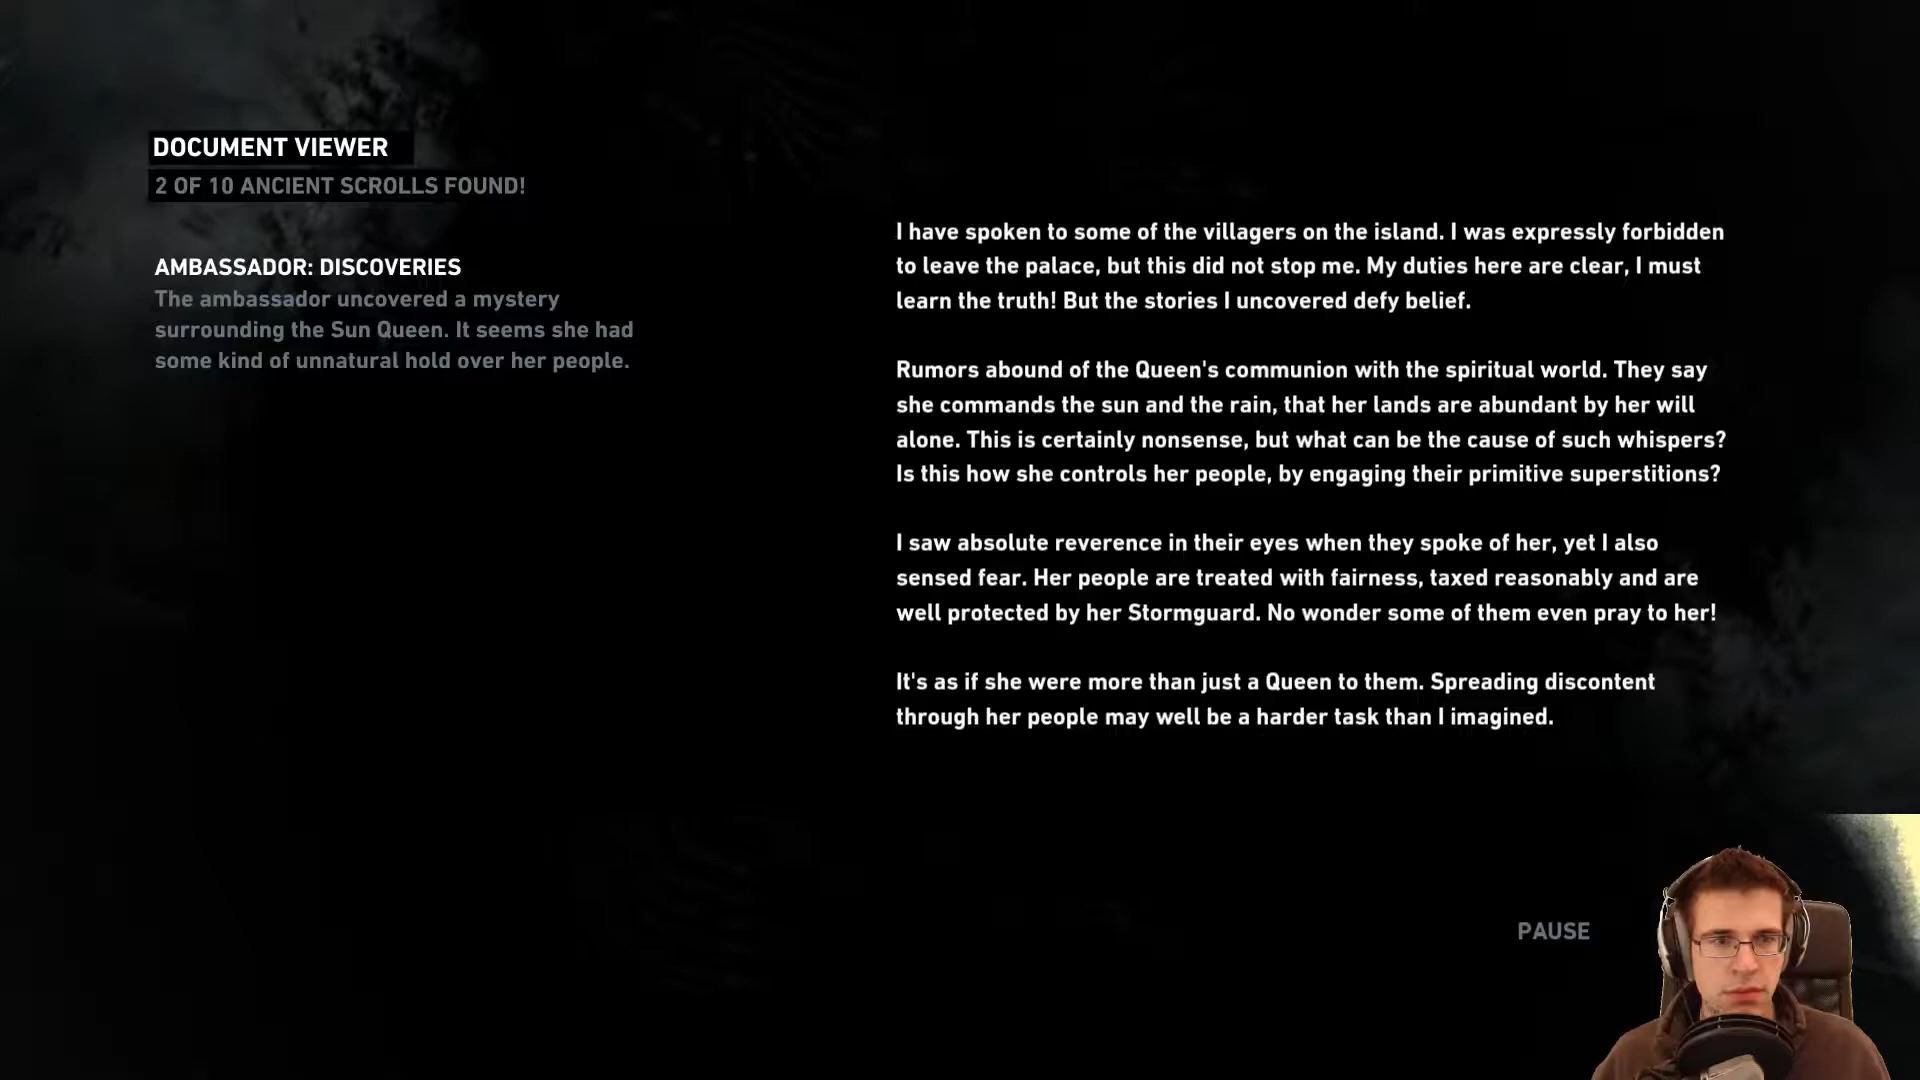 DOCUMENT VIEWER
2 OF 10 ANCIENT SCROLLS FOUND!
AMBASSADOR: DISCOVERIES
The ambassador uncovered a mystery
surrounding the Sun Queen. It seems she had
some kind of unnatural hold over her people.
I have spoken to some of the villagers on the island. I was expressly forbidden
to leave the palace, but this did not stop me. My duties here are clear, I must
learn the truth! But the stories I uncovered defy belief.
Rumors abound of the Queen's communion with the spiritual world. They say
she commands the sun and the rain, that her lands are abundant by her will
alone. This is certainly nonsense, but what can be the cause of such whispers?
Is this how she controls her people, by engaging their primitive superstitions?
I saw absolute reverence in their eyes when they spoke of her, yet I also
sensed fear. Her people are treated with fairness, taxed reasonably and are
well protected by her Stormguard. No wonder some of them even pray to her!
It's as if she were more than just a Queen to them. Spreading discontent
through her people may well be a harder task than I imagined.
PAUSE